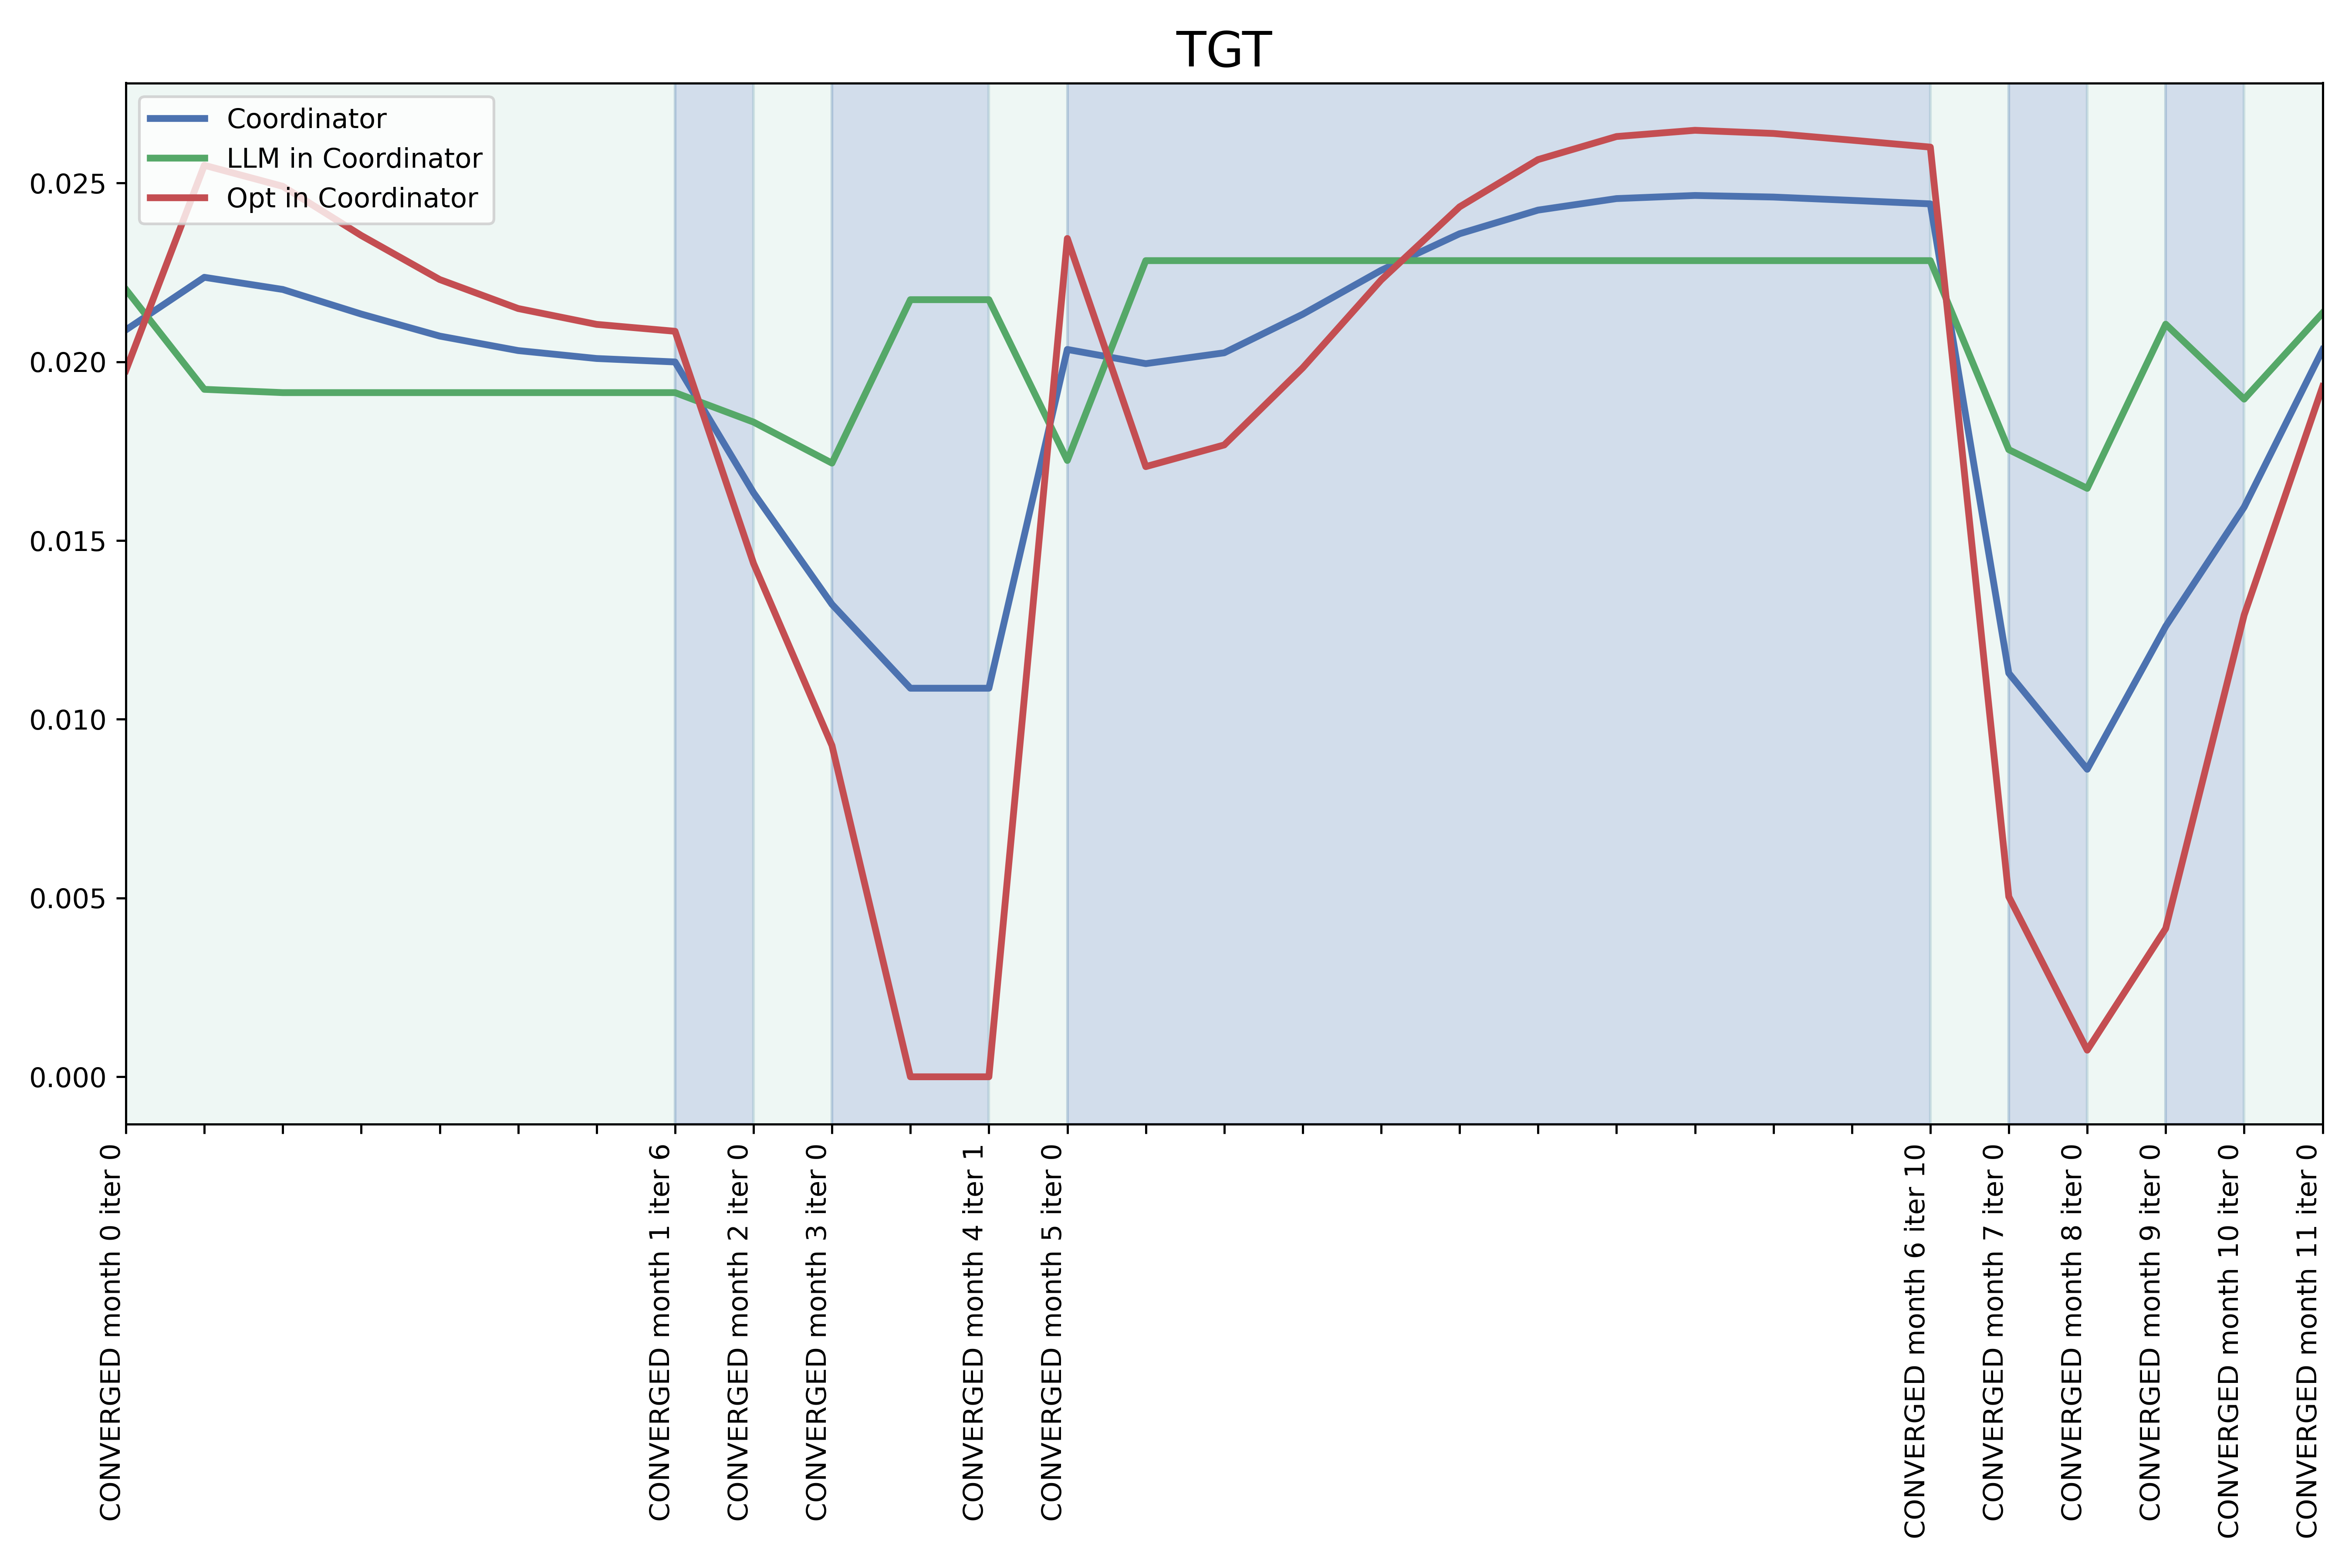 TGT
Coordinator
LLM in Coordinator
Opt in Coordinator
0.025
0.020
0.015
0.010
0.005
0.000
CONVERGED month 0 iter 0
CONVERGED month 1 iter 6
CONVERGED month 2 iter 0
CONVERGED month 3 iter 0
CONVERGED month 4 iter 1
CONVERGED month 5 iter 0
CONVERGED month 6 iter 10
CONVERGED month 7 iter 0
CONVERGED month 8 iter 0
CONVERGED month 9 iter 0
CONVERGED month 10 iter 0
CONVERGED month 11 iter 0